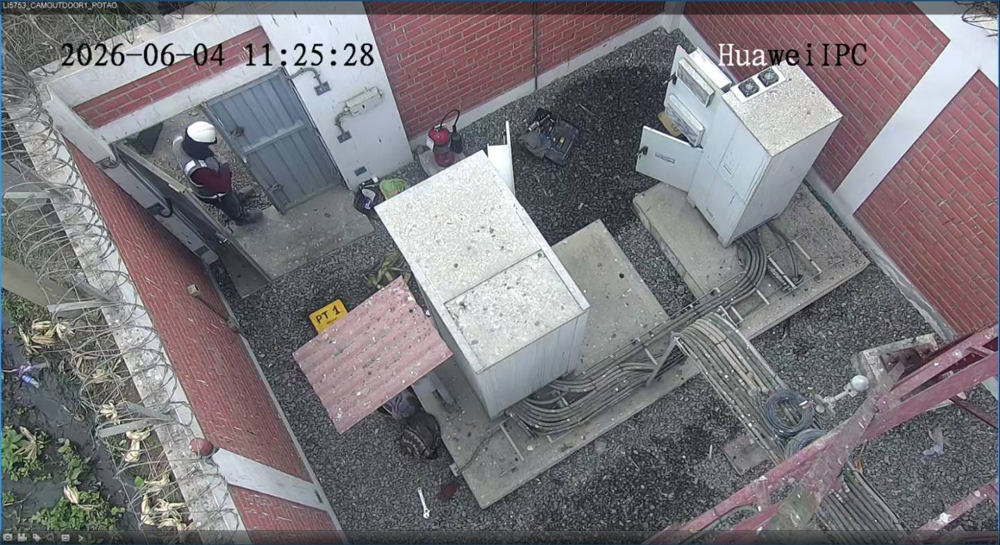 LI5753_CAMOUTDOOR1_POTAO
2026-06-04 11:25:28
HuaweiIPC
PT 1